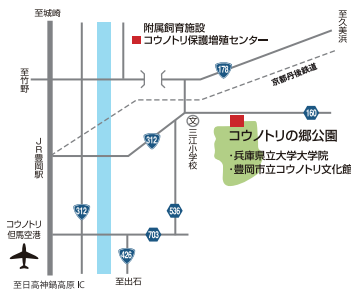 至城崎
附属飼育施設
コウノトリ保護増殖センター
至久美浜
至竹野
178
京都丹後鉄道
160
文
三江小学校
312
コウノトリの郷公園
・兵庫県立大学大学院
・豊岡市立コウノトリ文化館
JR豊岡駅
312
536
コウノトリ
但馬空港
703
426
至出石
至日高神鍋高原 IC